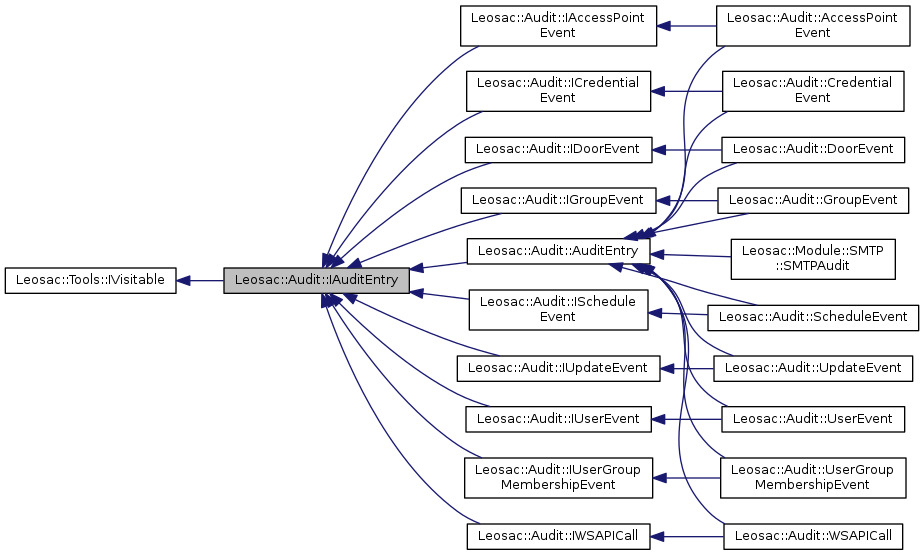 Leosac::Tools::IVisitable
Leosac::Audit::IAuditEntry
Leosac::Audit::IAccessPoint
Event
Leosac::Audit::ICredential
Event
Leosac::Audit::IDoorEvent
Leosac::Audit::IGroupEvent
Leosac::Audit::AuditEntry
Leosac::Audit::ISchedule
Event
Leosac::Audit::IUpdateEvent
Leosac::Audit::IUserEvent
Leosac::Audit::IUserGroup
MembershipEvent
Leosac::Audit::IWSAPICall
Leosac::Audit::AccessPoint
Event
Leosac::Audit::Credential
Event
Leosac::Audit::DoorEvent
Leosac::Audit::GroupEvent
Leosac::Module::SMTP
::SMTPAudit
Leosac::Audit::ScheduleEvent
Leosac::Audit::UpdateEvent
Leosac::Audit::UserEvent
Leosac::Audit::UserGroup
MembershipEvent
Leosac::Audit::WSAPICall